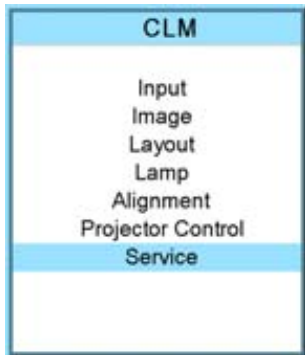 CLM
Input
Image
Layout
Lamp
Alignment
Projector Control
Service